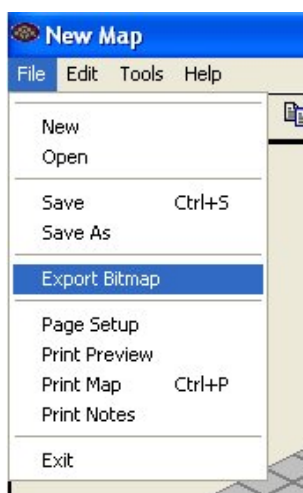 New Map
File Edit Tools Help
New
Open
Save Ctrl+S
Save As
Export Bitmap
Page Setup
Print Preview
Print Map Ctrl+P
Print Notes
Exit